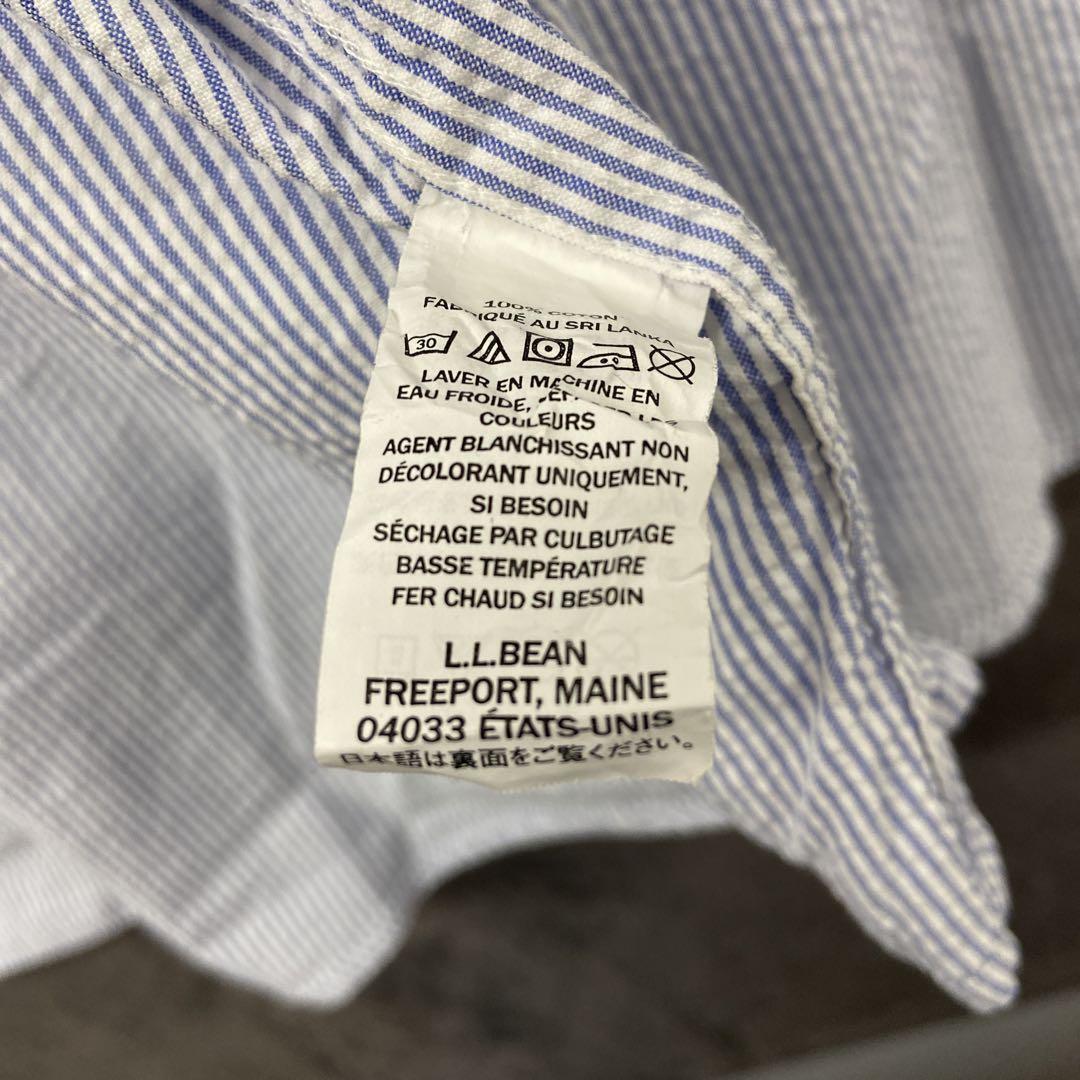 100% COTON
FABRIQUÉ AU SRI LANKA
30
LAVER EN MACHINE EN
EAU FROIDE, LES
COULEURS
AGENT BLANCHISSANT NON
DÉCOLORANT UNIQUEMENT,
SI BESOIN
SÉCHAGE PAR CULBUTAGE
BASSE TEMPÉRATURE
FER CHAUD SI BESOIN
L.L.BEAN
FREEPORT, MAINE
04033 ÉTATS-UNIS
日本語は裏面をご覧ください。